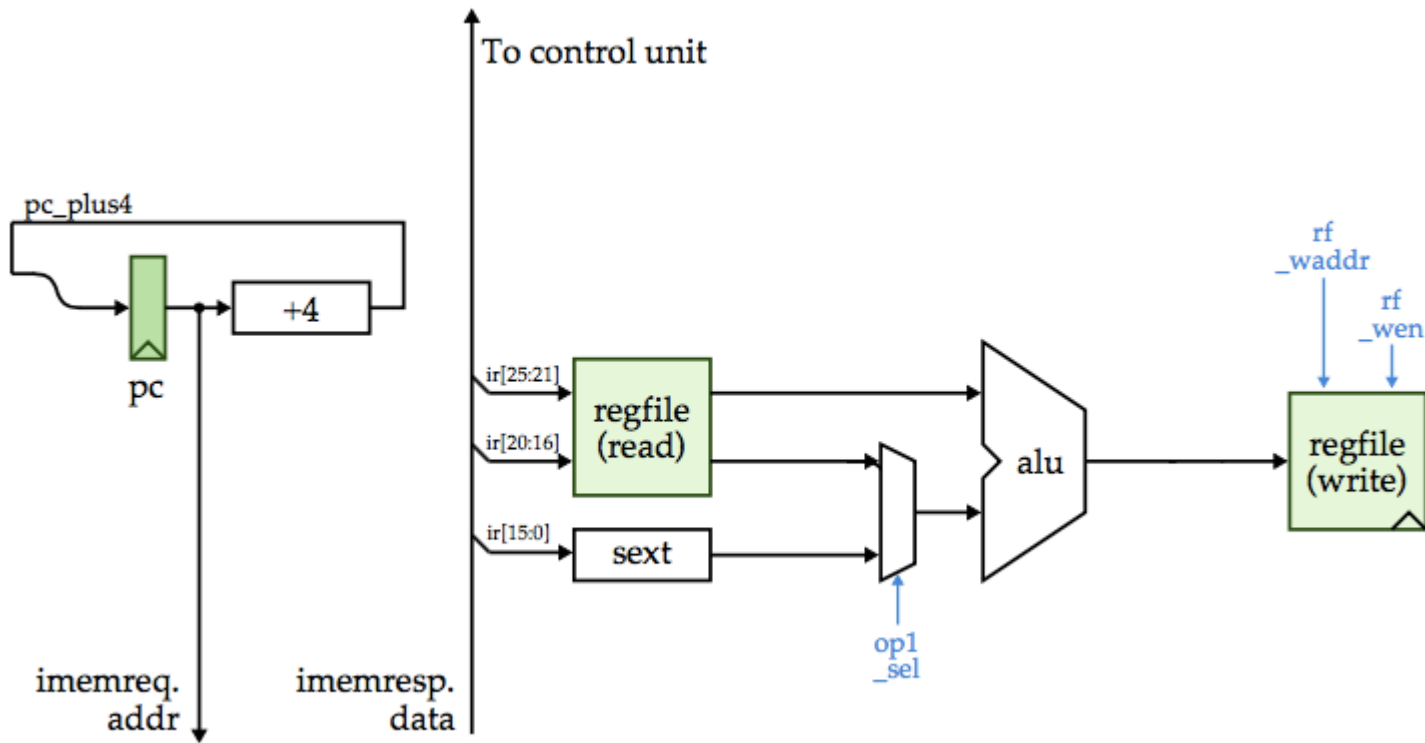 To control unit
pc_plus4
+4
pc
ir[25:21]
ir[20:16]
ir[15:0]
regfile
(read)
sext
op1
_sel
alu
rf
_waddr
rf
_wen
regfile
(write)
imemreq.
addr
imemresp.
data